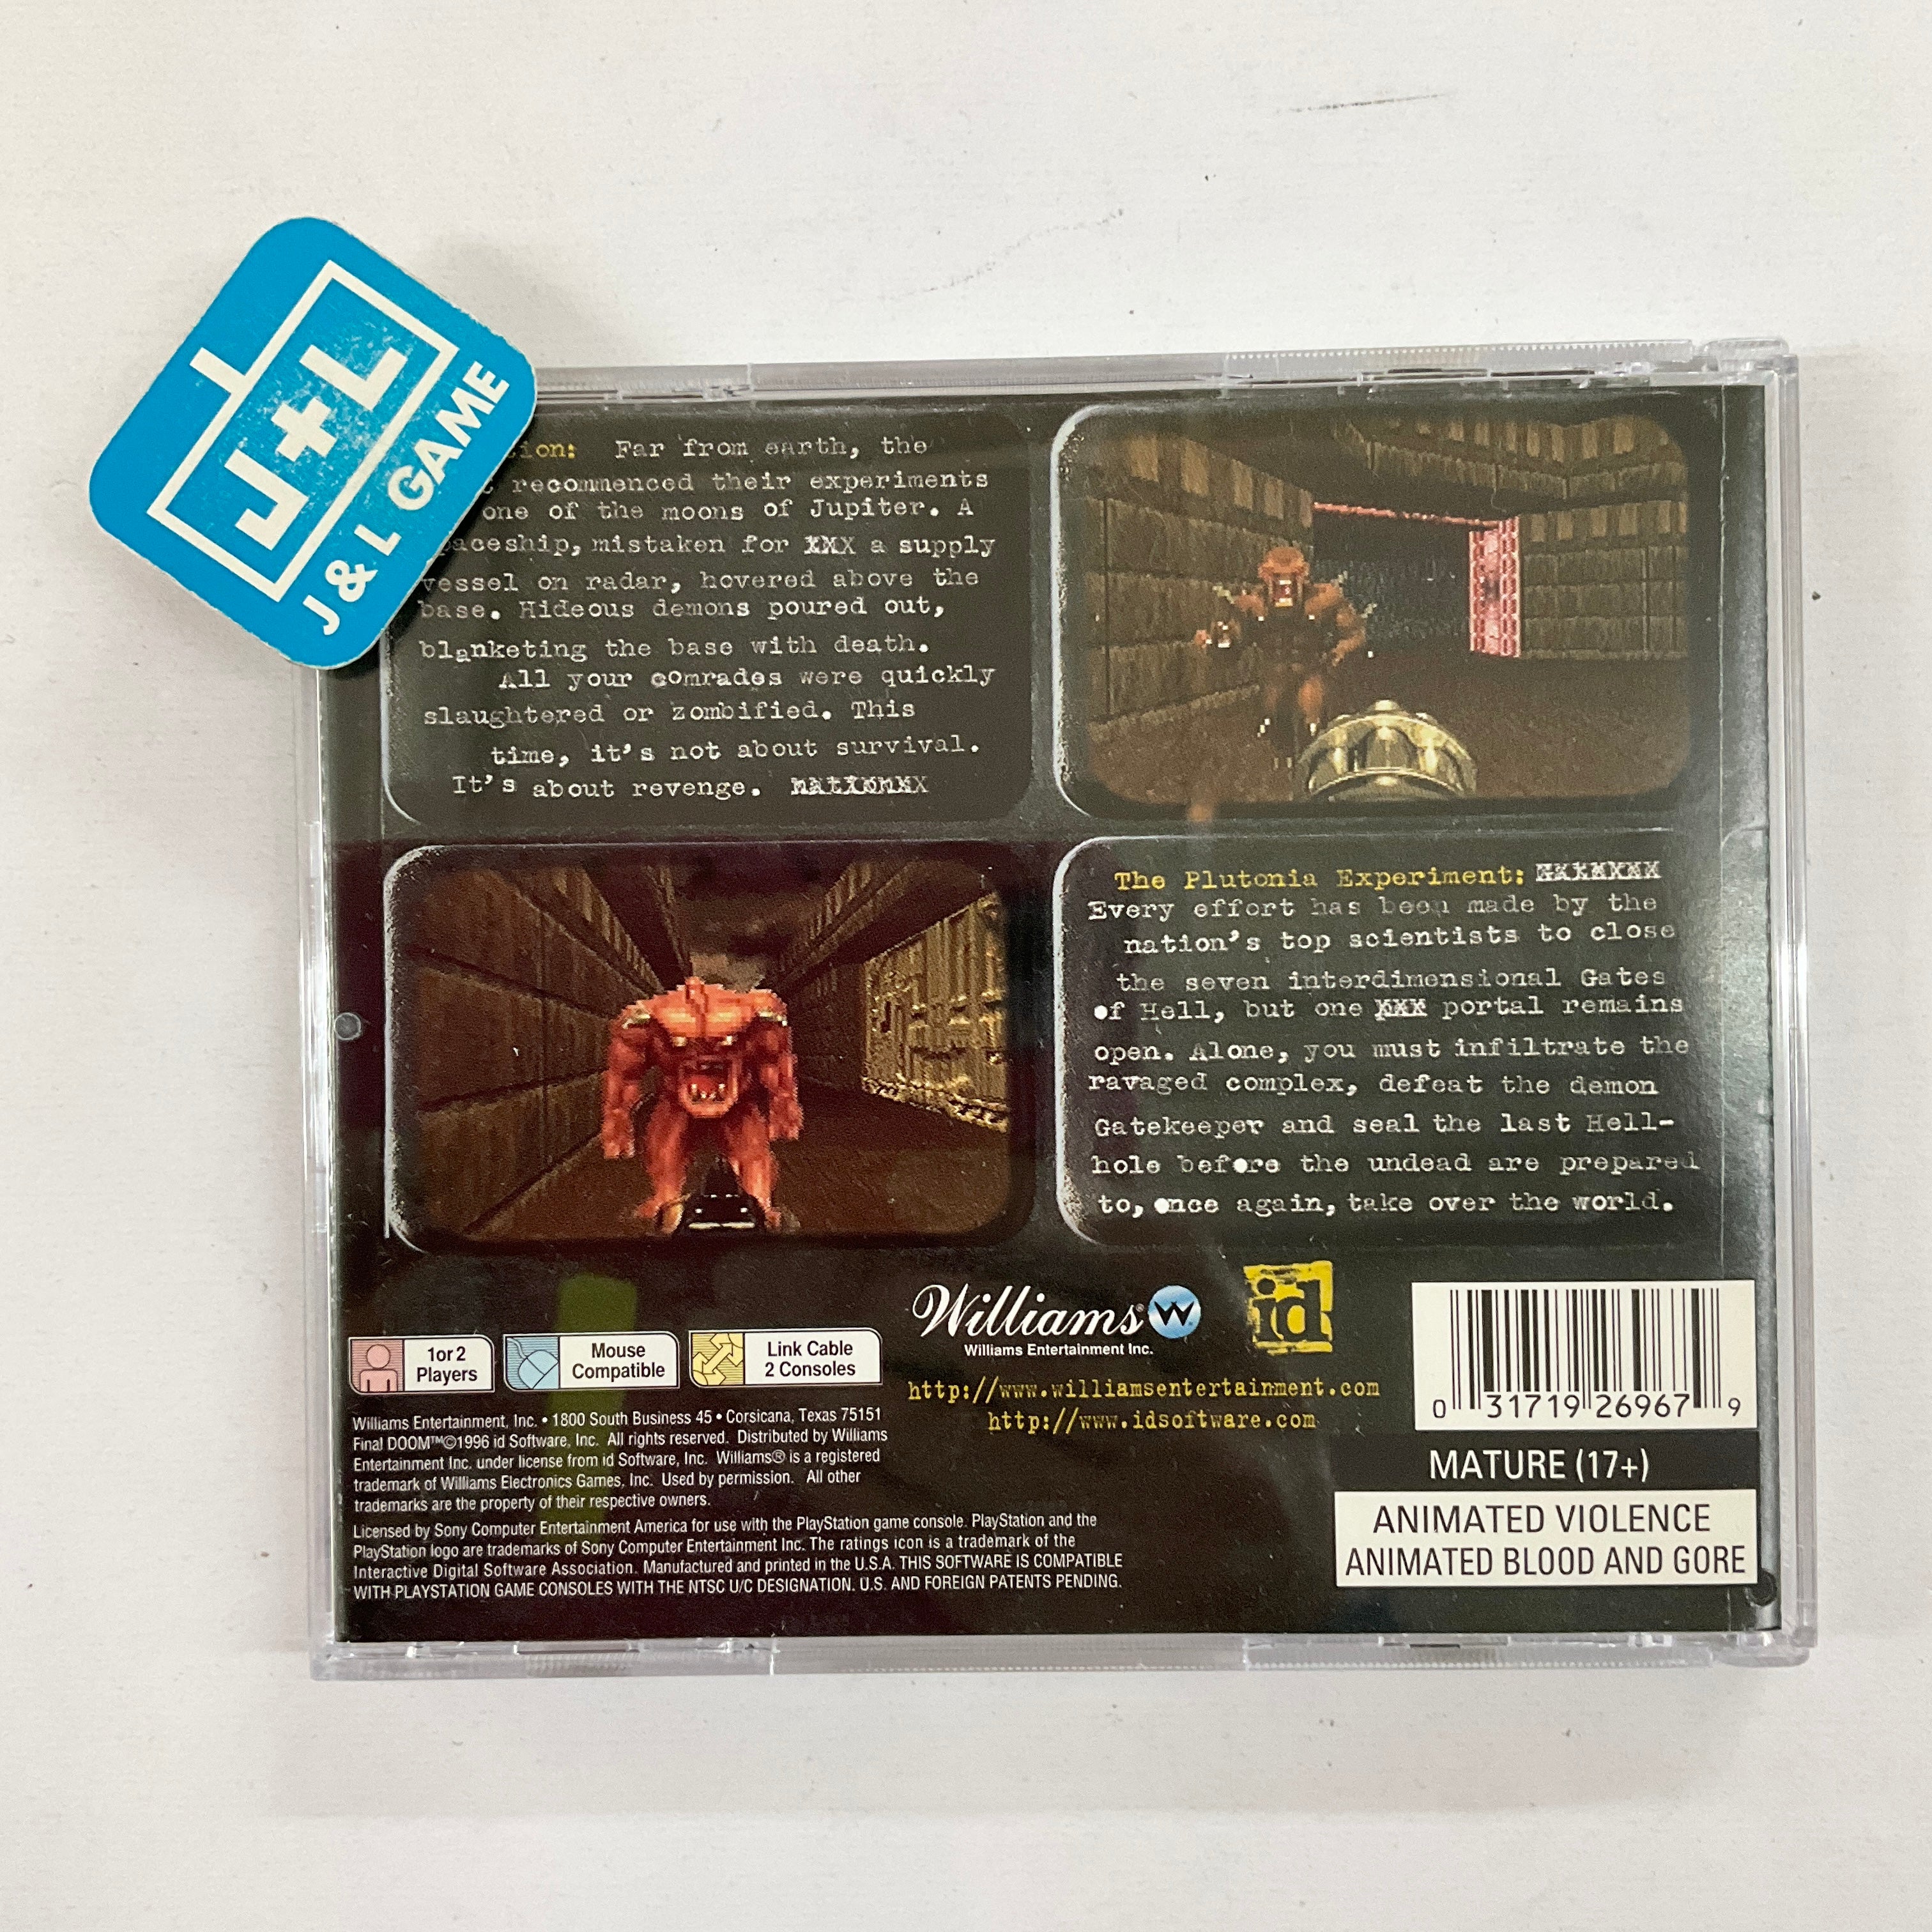 J+L
J & L GAME
Far from earth, the
recommenced their experiments
one of the moons of Jupiter. A
mistaken for XXX a supply
vessel on radar, hovered above the
base. Hideous demons poured out,
blanketing the base with death.
All your comrades were quickly
slaughtered or zombified. This
time, it's not about survival.
It's about revenge.
The Plutonia Experiment:
Every effort has been made by the
nation's top scientists to close
the seven interdimensional Gates
of Hell, but one XXX portal remains
open. Alone, you must infiltrate the
ravaged complex, defeat the demon
Gatekeeper and seal the last Hell-
hole before the undead are prepared
to, once again, take over the world.
1or 2
Players
Mouse
Compatible
Link Cable
2 Consoles
Williams® W
Williams Entertainment Inc.
id
http://www.williamsentertainment.com
http://www.idsoftware.com
0 31719 26967 9
MATURE (17+)
ANIMATED VIOLENCE
ANIMATED BLOOD AND GORE
Williams Entertainment, Inc. • 1800 South Business 45 • Corsicana, Texas 75151
Final DOOM™©1996 id Software, Inc. All rights reserved. Distributed by Williams
Entertainment Inc. under license from id Software, Inc. Williams® is a registered
trademark of Williams Electronics Games, Inc. Used by permission. All other
trademarks are the property of their respective owners.
Licensed by Sony Computer Entertainment America for use with the PlayStation game console. PlayStation and the
PlayStation logo are trademarks of Sony Computer Entertainment Inc. The ratings icon is a trademark of the
Interactive Digital Software Association. Manufactured and printed in the U.S.A. THIS SOFTWARE IS COMPATIBLE
WITH PLAYSTATION GAME CONSOLES WITH THE NTSC U/C DESIGNATION. U.S. AND FOREIGN PATENTS PENDING.